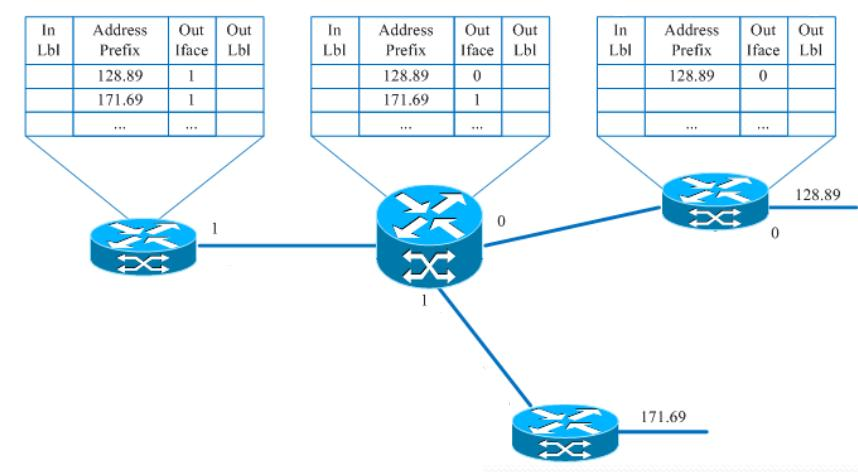 In Address Out Out
Lbl Prefix Iface Lbl
128.89 1
171.69 1
... ...
In Address Out Out
Lbl Prefix Iface Lbl
128.89 0
171.69 1
... ...
In Address Out Out
Lbl Prefix Iface Lbl
128.89 0
... ...
128.89
1
0
0
1
171.69